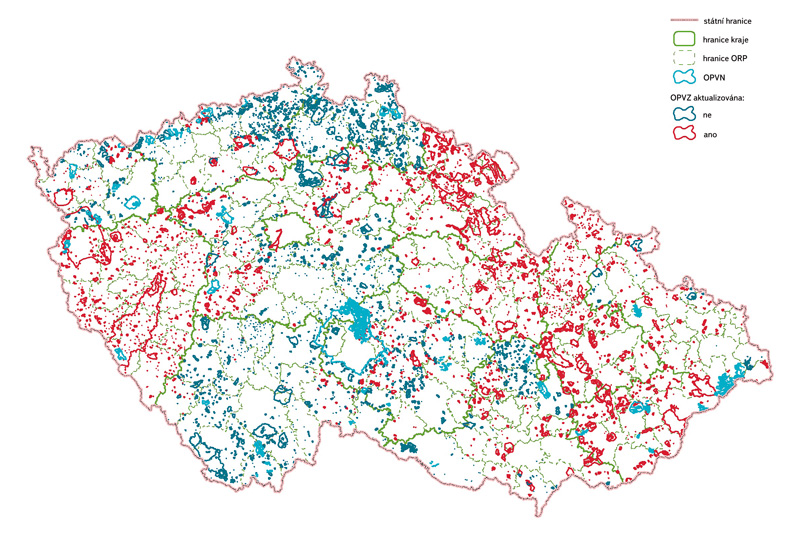 státní hranice
hranice kraje
hranice ORP
OPVN
OPVZ aktualizována:
ne
ano